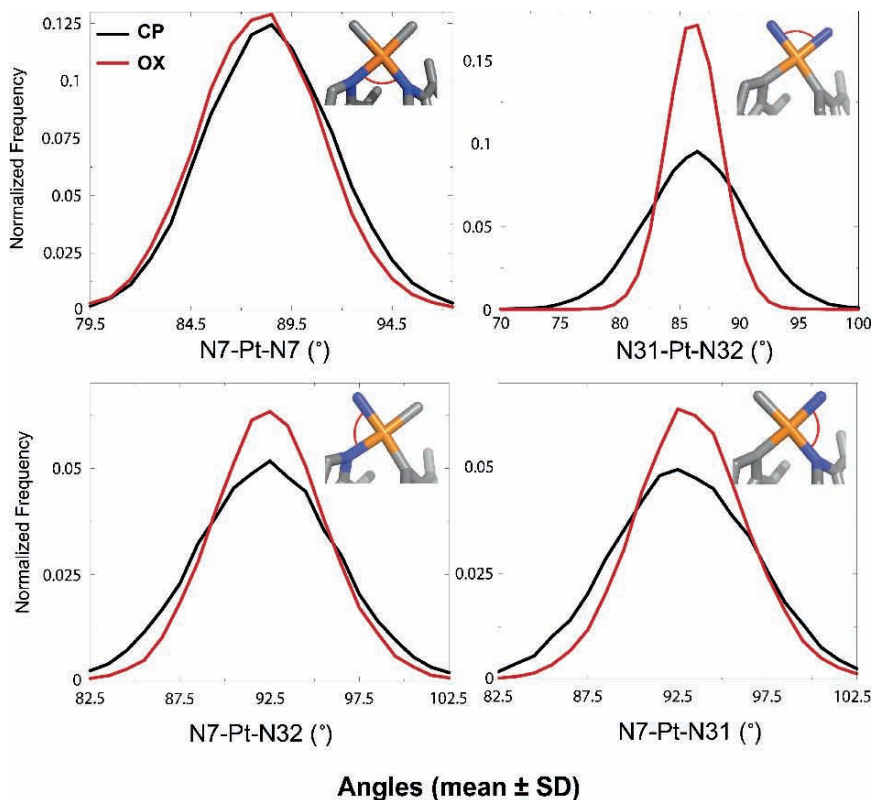 0.125
0.1
0.075
0.05
0.025
0
Normalized Frequency
CP
OX
79.5 84.5 89.5 94.5
N7-Pt-N7 (°)
0.15
0.1
0.05
0
70 75 80 85 90 95 100
N31-Pt-N32 (°)
0.05
0.025
0
Normalized Frequency
82.5 87.5 92.5 97.5 102.5
N7-Pt-N32 (°)
0.05
0.025
0
82.5 87.5 92.5 97.5 102.5
N7-Pt-N31 (°)
Angles (mean ± SD)